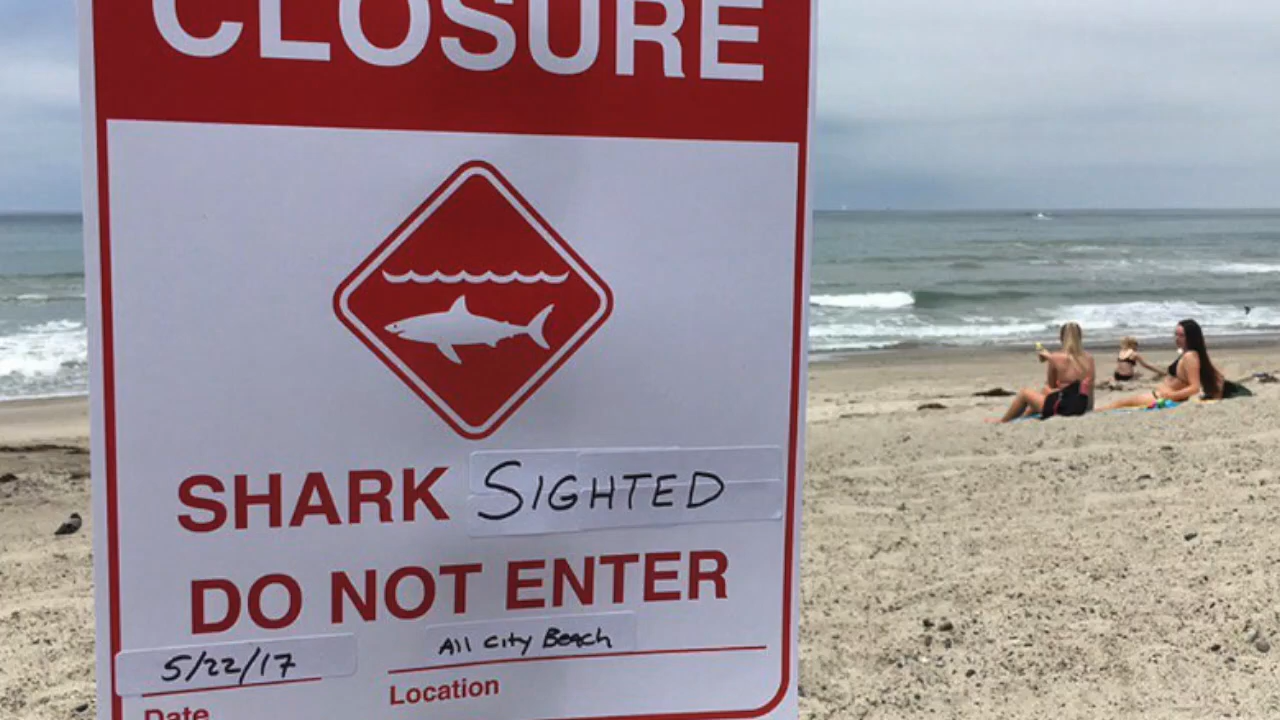 CLOSURE
SHARK SIGHTED
DO NOT ENTER
5/22/17 All City Beach
Date Location